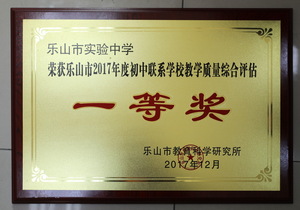 乐山市实验中学
荣获乐山市2017年度初中联系学校教学质量综合评估
一等奖
乐山市教育科学研究所
2017年12月